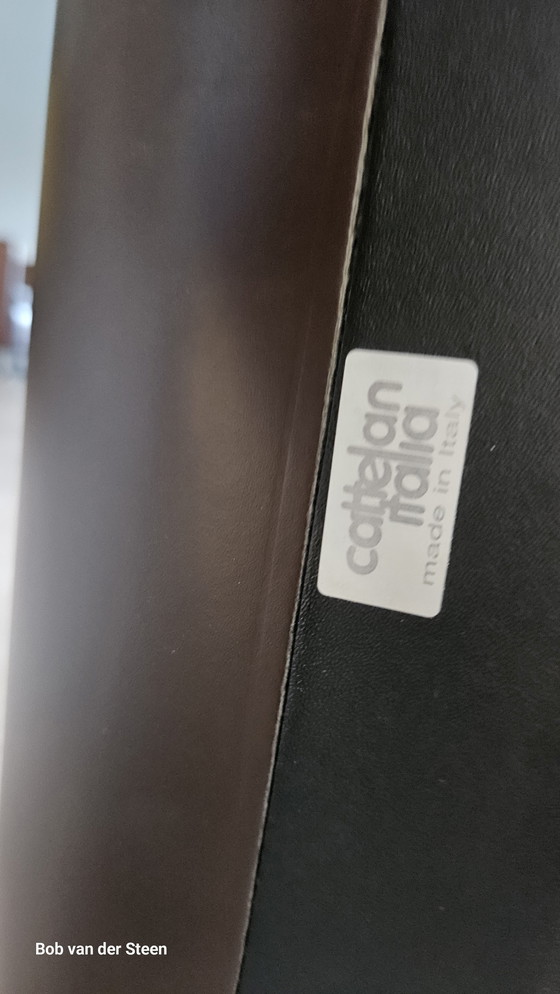 cattelan
italia
made in Italy
Bob van der Steen